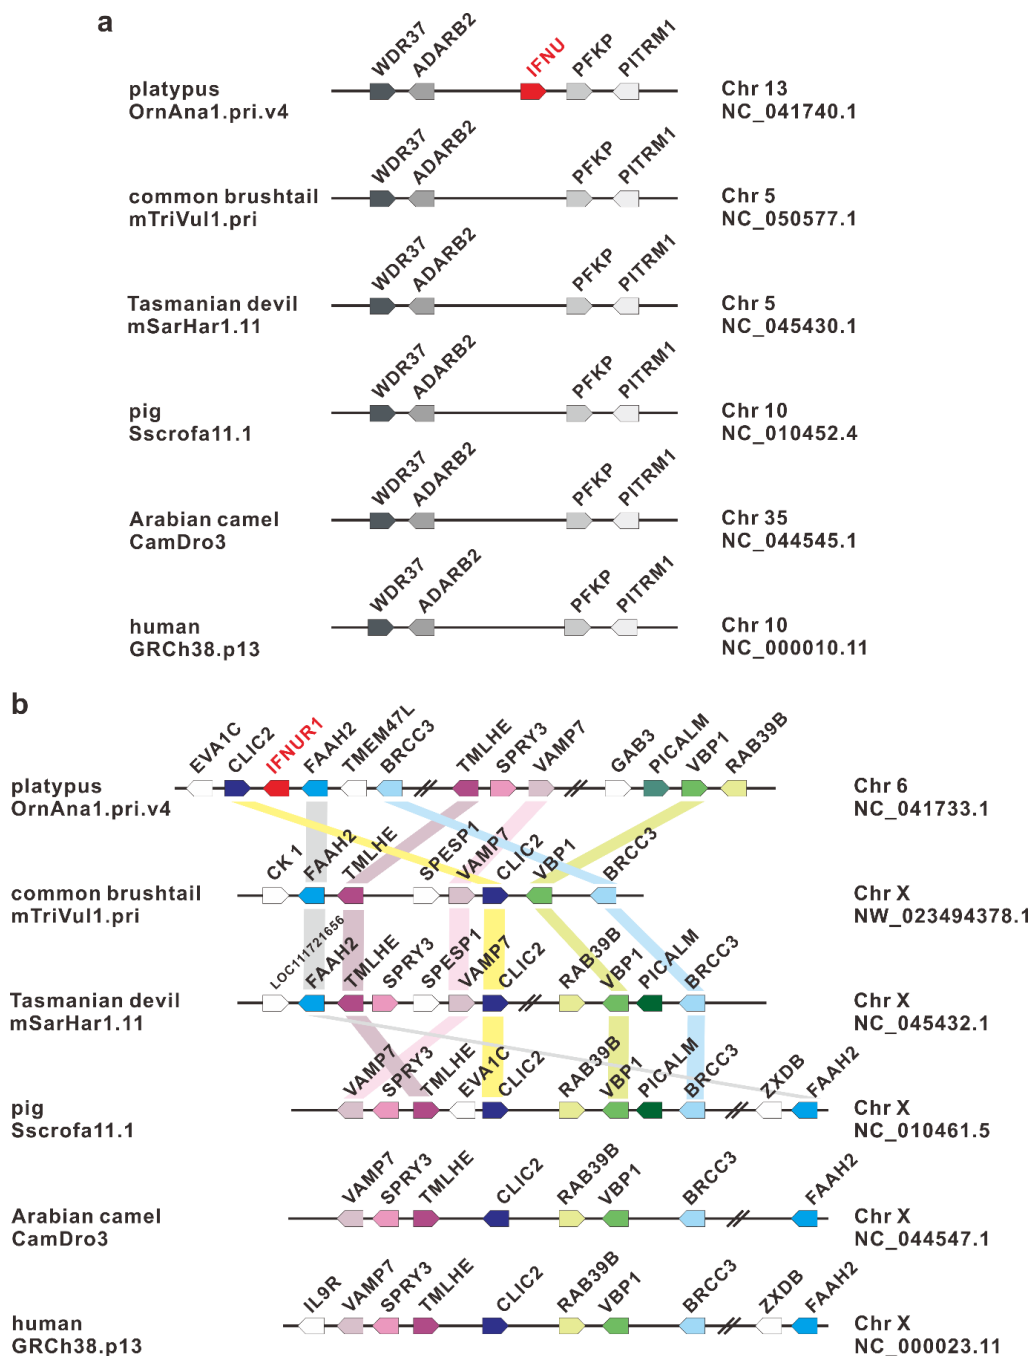 a
WDR37 ADARB2 IFNU PFKP PITRM1
platypus
OrnAna1.pri.v4
Chr 13
NC_041740.1
WDR37 ADARB2 PFKP PITRM1
common brushtail
mTriVul1.pri
Chr 5
NC_050577.1
WDR37 ADARB2 PFKP PITRM1
Tasmanian devil
mSarHar1.11
Chr 5
NC_045430.1
WDR37 ADARB2 PFKP PITRM1
pig
Sscrofa11.1
Chr 10
NC_010452.4
WDR37 ADARB2 PFKP PITRM1
Arabian camel
CamDro3
Chr 35
NC_044545.1
WDR37 ADARB2 PFKP PITRM1
human
GRCh38.p13
Chr 10
NC_000010.11
b
EVA1C CLIC2 IFNUR1 FAAH2 TMEM47L BRCC3 TMLHE SPRY3 VAMP7 GAB3 PICALM VBP1 RAB39B
platypus
OrnAna1.pri.v4
Chr 6
NC_041733.1
CK 1 FAAH2 TMLHE SPESP1 VAMP7 CLIC2 VBP1 BRCC3
common brushtail
mTriVul1.pri
Chr X
NW_023494378.1
LOC111721656 FAAH2 TMLHE SPRY3 SPESP1 VAMP7 CLIC2 RAB39B VBP1 PICALM BRCC3
Tasmanian devil
mSarHar1.11
Chr X
NC_045432.1
VAMP7 SPRY3 TMLHE EVA1C CLIC2 RAB39B VBP1 PICALM BRCC3 ZXDB FAAH2
pig
Sscrofa11.1
Chr X
NC_010461.5
VAMP7 SPRY3 TMLHE CLIC2 RAB39B VBP1 BRCC3 FAAH2
Arabian camel
CamDro3
Chr X
NC_044547.1
IL9R VAMP7 SPRY3 TMLHE CLIC2 RAB39B VBP1 BRCC3 ZXDB FAAH2
human
GRCh38.p13
Chr X
NC_000023.11